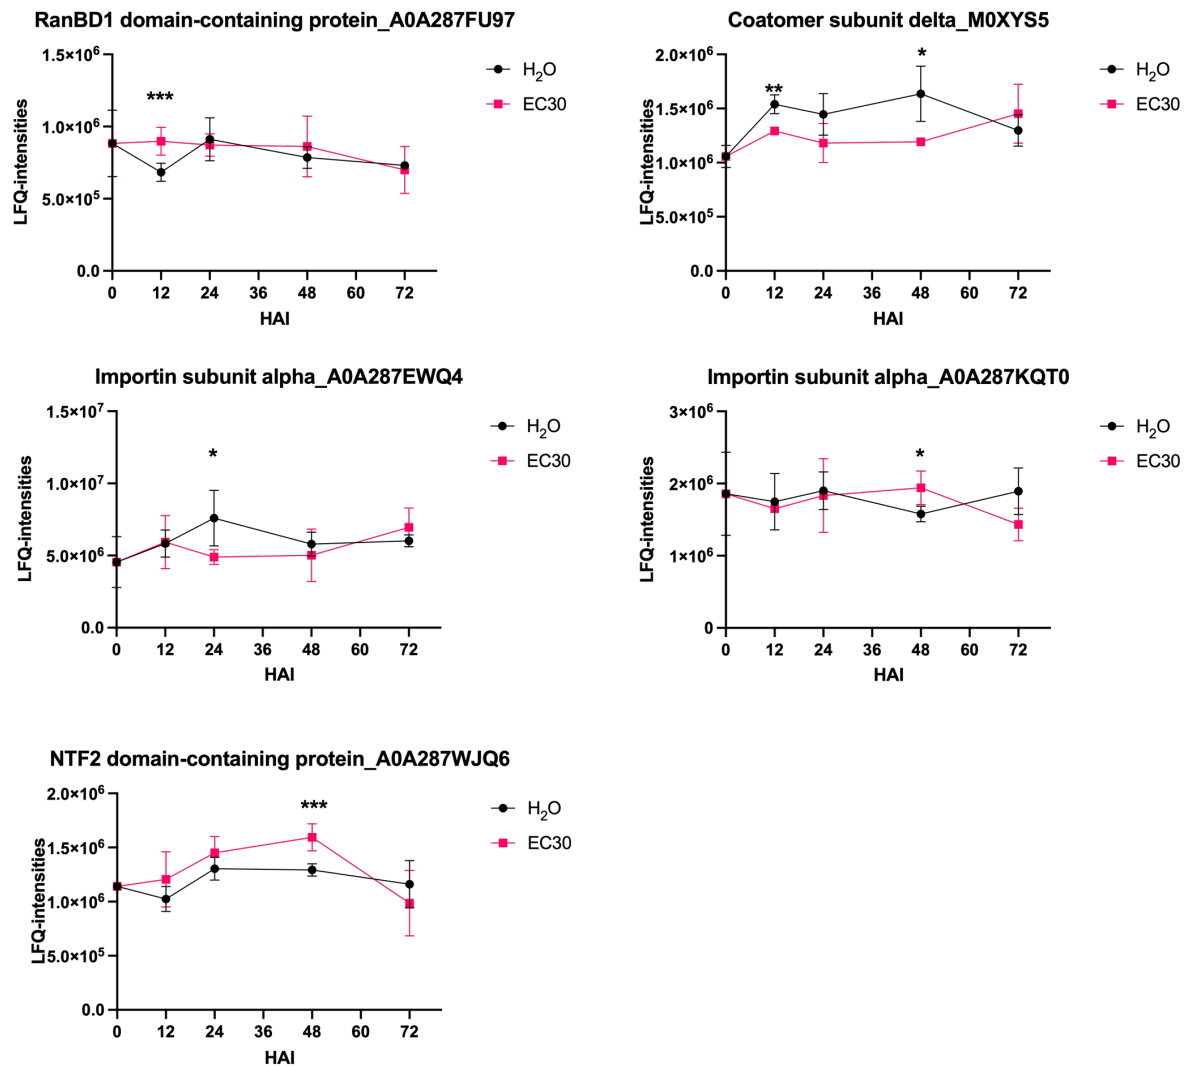 RanBD1 domain-containing protein_A0A287FU97
1.5×10⁶
1.0×10⁶
5.0×10⁵
0.0
LFQ-intensities
***
H₂O
EC30
0 12 24 36 48 60 72
HAI
Coatomer subunit delta_M0XYS5
2.0×10⁶
1.5×10⁶
1.0×10⁶
5.0×10⁵
0.0
LFQ-intensities
**
*
H₂O
EC30
0 12 24 36 48 60 72
HAI
Importin subunit alpha_A0A287EWQ4
1.5×10⁷
1.0×10⁷
5.0×10⁶
0.0
LFQ-intensities
*
H₂O
EC30
0 12 24 36 48 60 72
HAI
Importin subunit alpha_A0A287KQT0
3×10⁶
2×10⁶
1×10⁶
0
LFQ-intensities
*
H₂O
EC30
0 12 24 36 48 60 72
HAI
NTF2 domain-containing protein_A0A287WJQ6
2.0×10⁶
1.5×10⁶
1.0×10⁶
5.0×10⁵
0.0
LFQ-intensities
***
H₂O
EC30
0 12 24 36 48 60 72
HAI